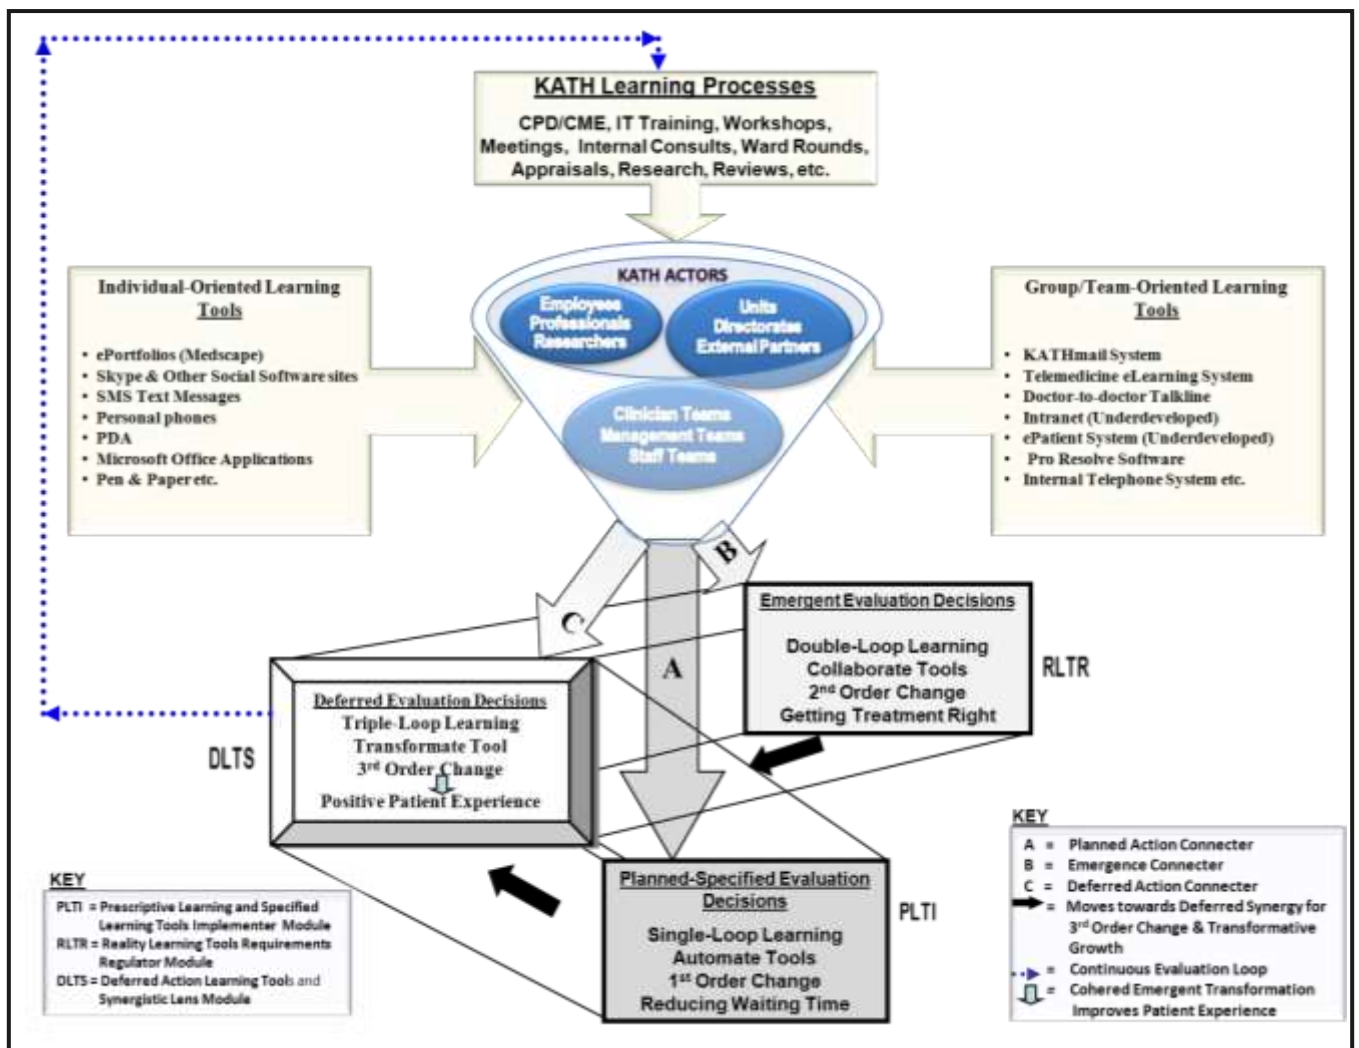 KATH Learning Processes
CPD/CME, IT Training, Workshops,
Meetings, Internal Consults, Ward Rounds,
Appraisals, Research, Reviews, etc.
Individual-Oriented Learning
Tools
• ePortfolios (Medscape)
• Skype & Other Social Software sites
• SMS Text Messages
• Personal phones
• PDA
• Microsoft Office Applications
• Pen & Paper etc.
KATH ACTORS
Employees
Professionals
Researchers
Units
Directorates
External Partners
Clinician Teams
Management Teams
Staff Teams
Group/Team-Oriented Learning
Tools
• KATHmail System
• Telemedicine eLearning System
• Doctor-to-doctor Talkline
• Intranet (Underdeveloped)
• ePatient System (Underdeveloped)
• Pro Resolve Software
• Internal Telephone System etc.
C
A
B
Emergent Evaluation Decisions
Double-Loop Learning
Collaborate Tools
2nd Order Change
Getting Treatment Right
RLTR
DLTS
Deferred Evaluation Decisions
Triple-Loop Learning
Transformate Tool
3rd Order Change
Positive Patient Experience
Planned-Specified Evaluation
Decisions
Single-Loop Learning
Automate Tools
1st Order Change
Reducing Waiting Time
PLTI
KEY
PLTI = Prescriptive Learning and Specified
Learning Tools Implementer Module
RLTR = Reality Learning Tools Requirements
Regulator Module
DLTS = Deferred Action Learning Tools and
Synergistic Lens Module
KEY
A = Planned Action Connecter
B = Emergence Connecter
C = Deferred Action Connecter
= Moves towards Deferred Synergy for
3rd Order Change & Transformative
Growth
= Continuous Evaluation Loop
= Cohered Emergent Transformation
Improves Patient Experience